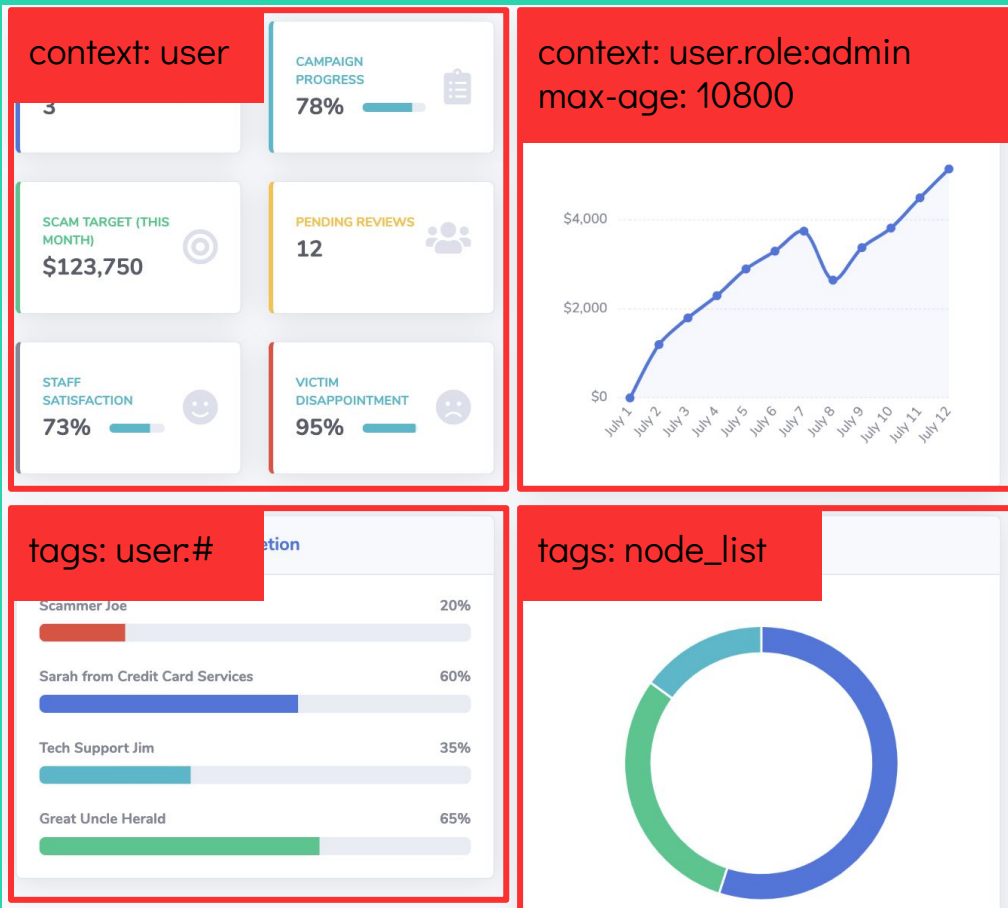 context: user
3
CAMPAIGN
PROGRESS
78%
SCAM TARGET (THIS
MONTH)
$123,750
PENDING REVIEWS
12
STAFF
SATISFACTION
73%
VICTIM
DISAPPOINTMENT
95%
context: user.role:admin
max-age: 10800
$4,000
$2,000
$0
July 1
July 2
July 3
July 4
July 5
July 6
July 7
July 8
July 9
July 10
July 11
July 12
tags: user:#
Scammer Joe
20%
Sarah from Credit Card Services
60%
Tech Support Jim
35%
Great Uncle Herald
65%
tags: node_list